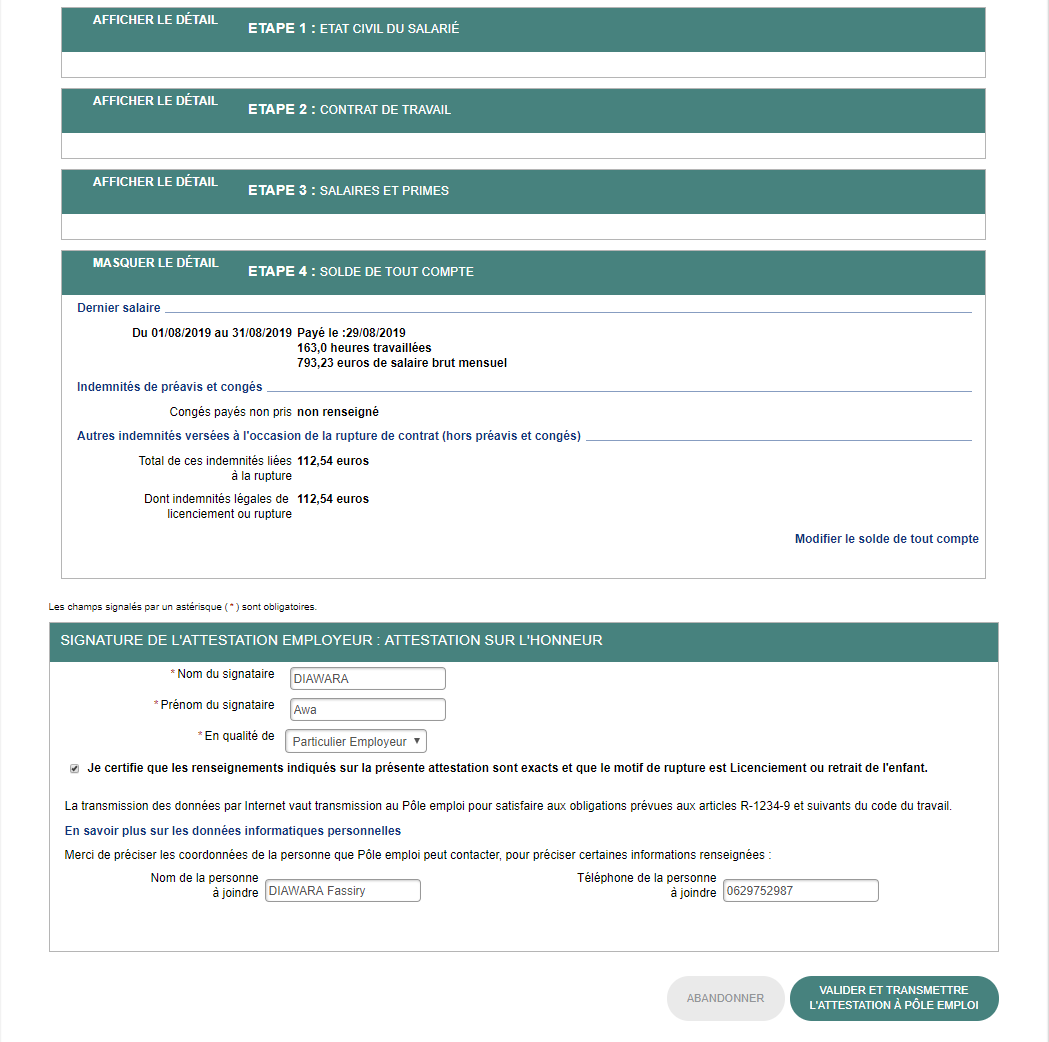 AFFICHER LE DÉTAIL
ETAPE 1 : ETAT CIVIL DU SALARIÉ
AFFICHER LE DÉTAIL
ETAPE 2 : CONTRAT DE TRAVAIL
AFFICHER LE DÉTAIL
ETAPE 3 : SALAIRES ET PRIMES
MASQUER LE DÉTAIL
ETAPE 4 : SOLDE DE TOUT COMPTE
Dernier salaire
Du 01/08/2019 au 31/08/2019 Payé le :29/08/2019
163,0 heures travaillées
793,23 euros de salaire brut mensuel
Indemnités de préavis et congés
Congés payés non pris non renseigné
Autres indemnités versées à l'occasion de la rupture de contrat (hors préavis et congés)
Total de ces indemnités liées 112,54 euros
à la rupture
Dont indemnités légales de 112,54 euros
licenciement ou rupture
Modifier le solde de tout compte
Les champs signalés par un astérisque ( * ) sont obligatoires.
SIGNATURE DE L'ATTESTATION EMPLOYEUR : ATTESTATION SUR L'HONNEUR
* Nom du signataire DIAWARA
* Prénom du signataire Awa
* En qualité de Particulier Employeur
Je certifie que les renseignements indiqués sur la présente attestation sont exacts et que le motif de rupture est Licenciement ou retrait de l'enfant.
La transmission des données par Internet vaut transmission au Pôle emploi pour satisfaire aux obligations prévues aux articles R-1234-9 et suivants du code du travail.
En savoir plus sur les données informatiques personnelles
Merci de préciser les coordonnées de la personne que Pôle emploi peut contacter, pour préciser certaines informations renseignées :
Nom de la personne
à joindre DIAWARA Fassiry
Téléphone de la personne
à joindre 0629752987
ABANDONNER
VALIDER ET TRANSMETTRE
L'ATTESTATION À PÔLE EMPLOI